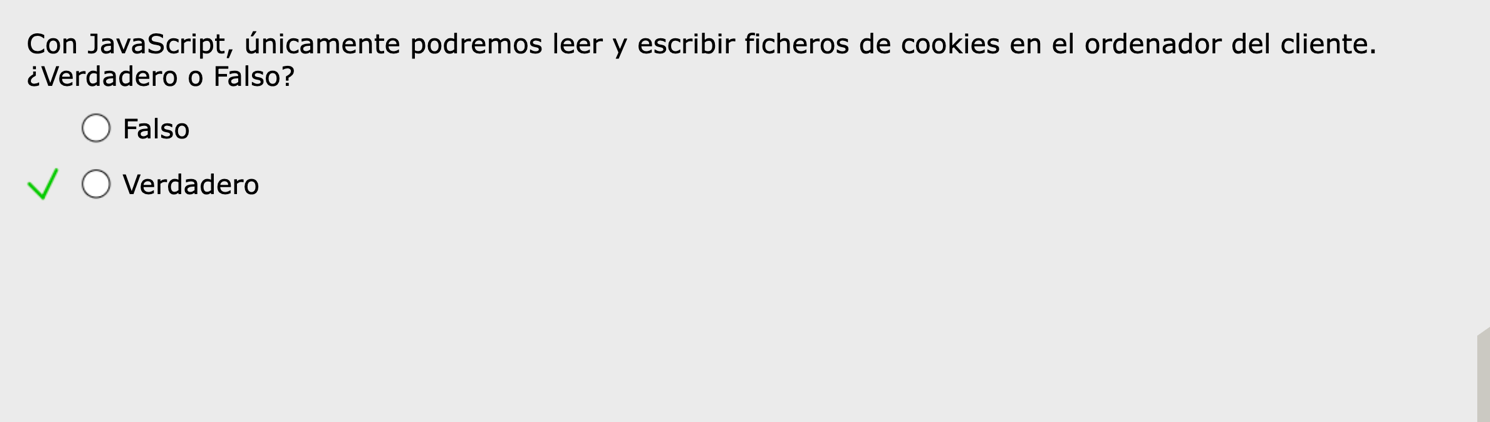 Con JavaScript, únicamente podremos leer y escribir ficheros de cookies en el ordenador del cliente.
¿Verdadero o Falso?
Falso
Verdadero